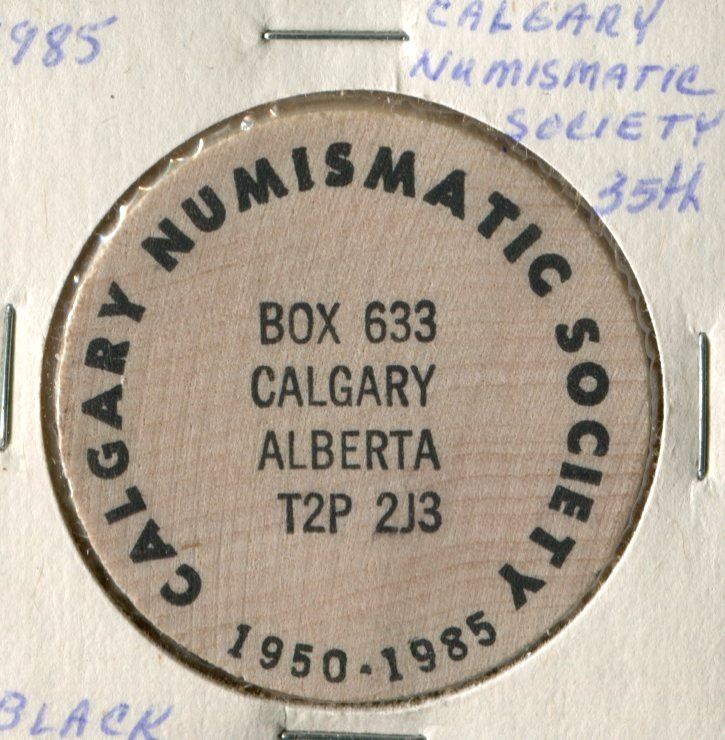 1985
CALGARY
NUMISMATIC
SOCIETY
35th
CALGARY NUMISMATIC SOCIETY
BOX 633
CALGARY
ALBERTA
T2P 2J3
1950-1985
BLACK